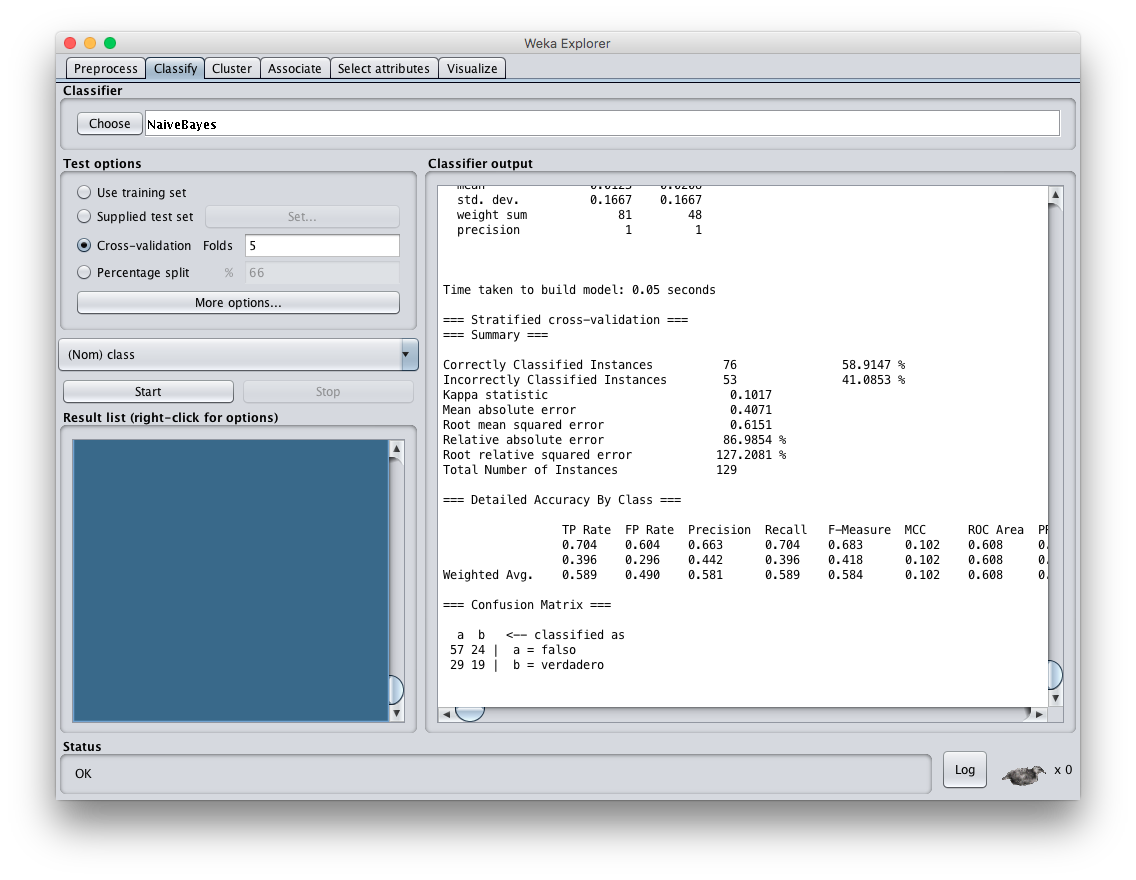 Weka Explorer
Preprocess Classify Cluster Associate Select attributes Visualize
Classifier
Choose NaiveBayes
Test options
Use training set
Supplied test set Set...
Cross-validation Folds 5
Percentage split % 66
More options...
(Nom) class
Start Stop
Result list (right-click for options)
Classifier output
std. dev. 0.1667 0.1667
weight sum 81 48
precision 1 1
Time taken to build model: 0.05 seconds
=== Stratified cross-validation ===
=== Summary ===
Correctly Classified Instances 76 58.9147 %
Incorrectly Classified Instances 53 41.0853 %
Kappa statistic 0.1017
Mean absolute error 0.4071
Root mean squared error 0.6151
Relative absolute error 86.9854 %
Root relative squared error 127.2081 %
Total Number of Instances 129
=== Detailed Accuracy By Class ===
TP Rate FP Rate Precision Recall F-Measure MCC ROC Area
0.704 0.604 0.663 0.704 0.683 0.102 0.608 0.
0.396 0.296 0.442 0.396 0.418 0.102 0.608 0.
Weighted Avg. 0.589 0.490 0.581 0.589 0.584 0.102 0.608 0.
=== Confusion Matrix ===
a b <-- classified as
57 24 | a = falso
29 19 | b = verdadero
Status
OK
Log
x 0